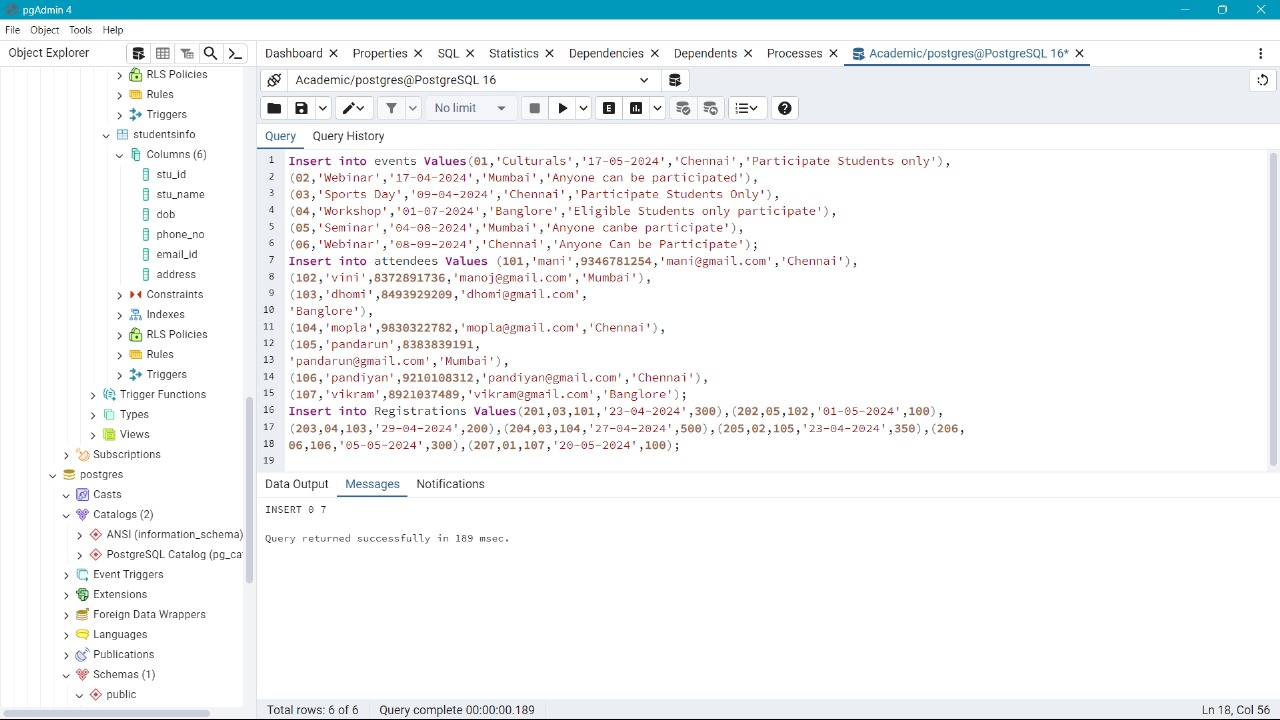 pgAdmin 4
File Object Tools Help
Object Explorer
Dashboard Properties SQL Statistics Dependencies Dependents Processes Academic/postgres@PostgreSQL 16*
Academic/postgres@PostgreSQL 16
No limit
E
Query Query History
RLS Policies
Rules
Triggers
studentsinfo
Columns (6)
stu_id
stu_name
dob
phone_no
email_id
address
Constraints
Indexes
RLS Policies
Rules
Triggers
Trigger Functions
Types
Views
Subscriptions
postgres
Casts
Catalogs (2)
ANSI (information_schema)
PostgreSQL Catalog (pg_ca
Event Triggers
Extensions
Foreign Data Wrappers
Languages
Publications
Schemas (1)
public
1 Insert into events Values(01,'Culturals','17-05-2024','Chennai','Participate Students only'),
2 (02,'Webinar','17-04-2024','Mumbai','Anyone can be participated'),
3 (03,'Sports Day','09-04-2024','Chennai','Participate Students Only'),
4 (04,'Workshop','01-07-2024','Banglore','Eligible Students only participate'),
5 (05,'Seminar','04-08-2024','Mumbai','Anyone canbe participate'),
6 (06,'Webinar','08-09-2024','Chennai','Anyone Can be Participate');
7 Insert into attendees Values (101,'mani',9346781254,'mani@gmail.com','Chennai'),
8 (102,'vini',8372891736,'manoj@gmail.com','Mumbai'),
9 (103,'dhomi',8493929209,'dhomi@gmail.com',
10 'Banglore'),
11 (104,'mopla',9830322782,'mopla@gmail.com','Chennai'),
12 (105,'pandarun',8383839191,
13 'pandarun@gmail.com','Mumbai'),
14 (106,'pandiyan',9210108312,'pandiyan@gmail.com','Chennai'),
15 (107,'vikram',8921037489,'vikram@gmail.com','Banglore');
16 Insert into Registrations Values(201,03,101,'23-04-2024',300),(202,05,102,'01-05-2024',100),
17 (203,04,103,'29-04-2024',200),(204,03,104,'27-04-2024',500),(205,02,105,'23-04-2024',350),(206,
18 06,106,'05-05-2024',300),(207,01,107,'20-05-2024',100);
19
Data Output Messages Notifications
INSERT 0 7
Query returned successfully in 189 msec.
Total rows: 6 of 6 Query complete 00:00:00.189 Ln 18, Col 56